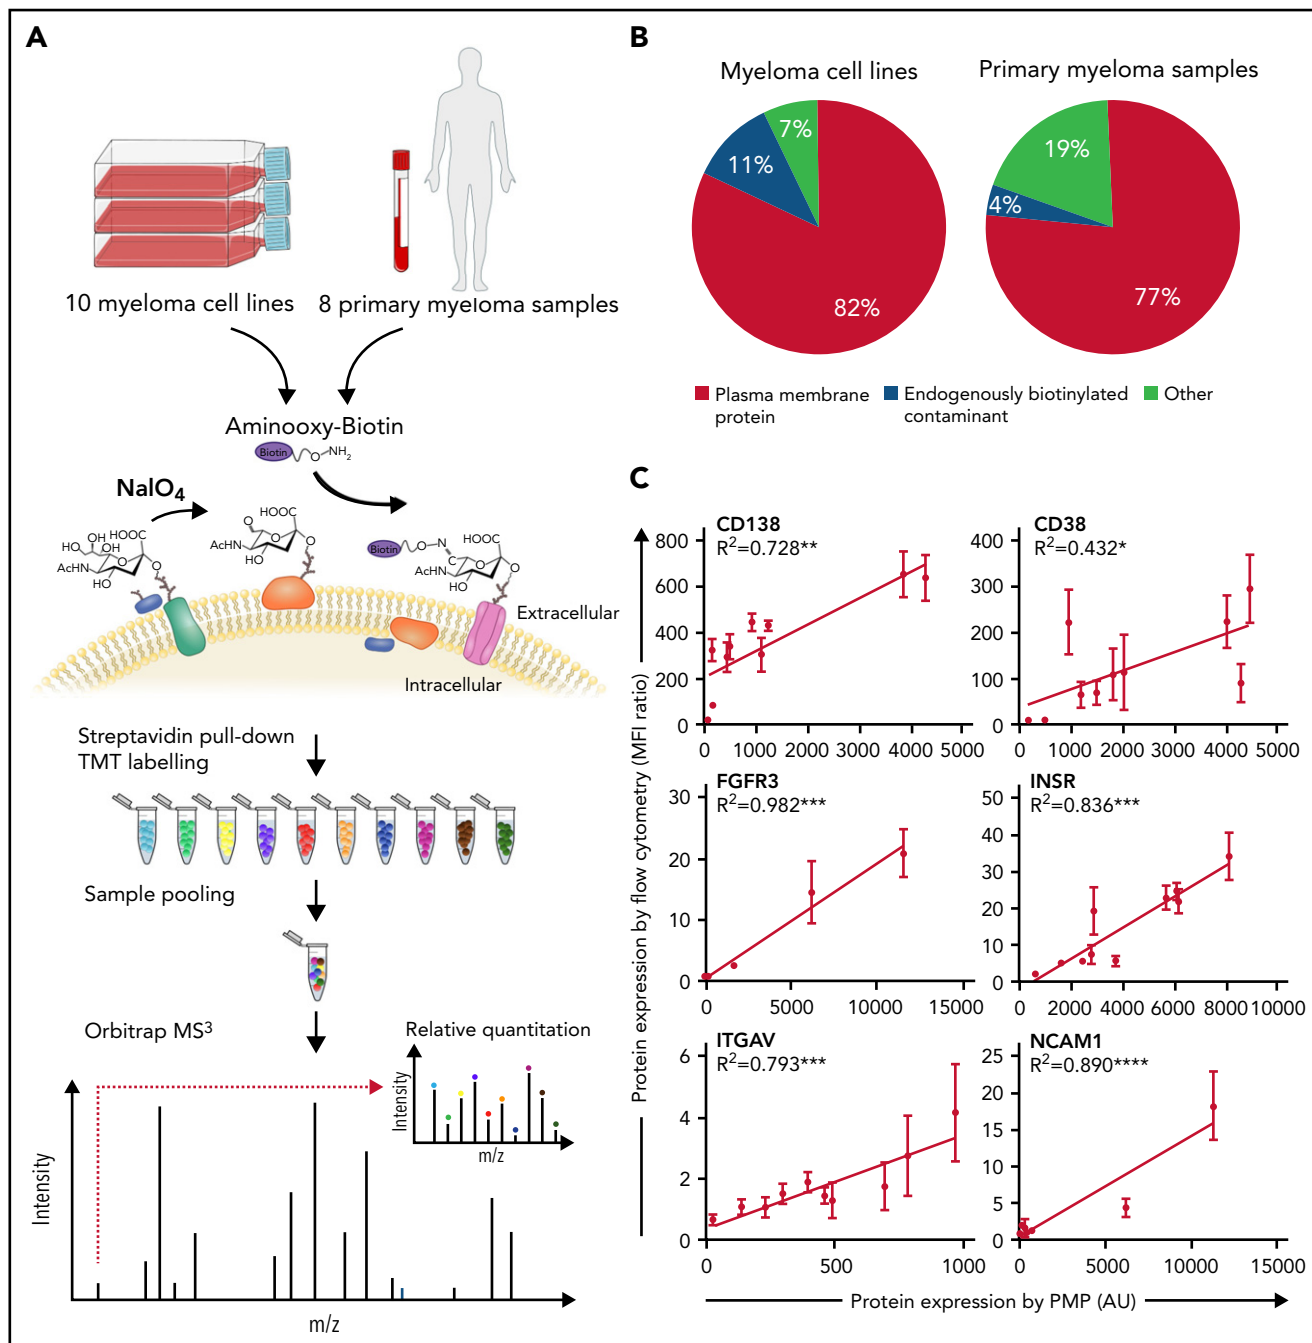 A
10 myeloma cell lines
8 primary myeloma samples
Aminooxy-Biotin
Biotin
O
NH2
NaIO4
HO
OH
OH
HO
HOOC
O
O
AcHN
HO
O
HOOC
O
O
AcHN
HO
Biotin
O
N
HOOC
O
O
AcHN
HO
Extracellular
Intracellular
Streptavidin pull-down
TMT labelling
Sample pooling
Orbitrap MS3
Relative quantitation
Intensity
m/z
Intensity
m/z
B
Myeloma cell lines
Primary myeloma samples
7%
11%
82%
19%
4%
77%
Plasma membrane
protein
Endogenously biotinylated
contaminant
Other
C
Protein expression by flow cytometry (MFI ratio)
CD138
R2=0.728**
800
600
400
200
0
0 1000 2000 3000 4000 5000
CD38
R2=0.432*
400
300
200
100
0
0 1000 2000 3000 4000 5000
FGFR3
R2=0.982***
30
20
10
0
0 5000 10000 15000
INSR
R2=0.836***
50
40
30
20
10
0
0 2000 4000 6000 8000 10000
ITGAV
R2=0.793***
6
4
2
0
0 500 1000
NCAM1
R2=0.890****
25
20
15
10
5
0
0 5000 10000 15000
Protein expression by PMP (AU)